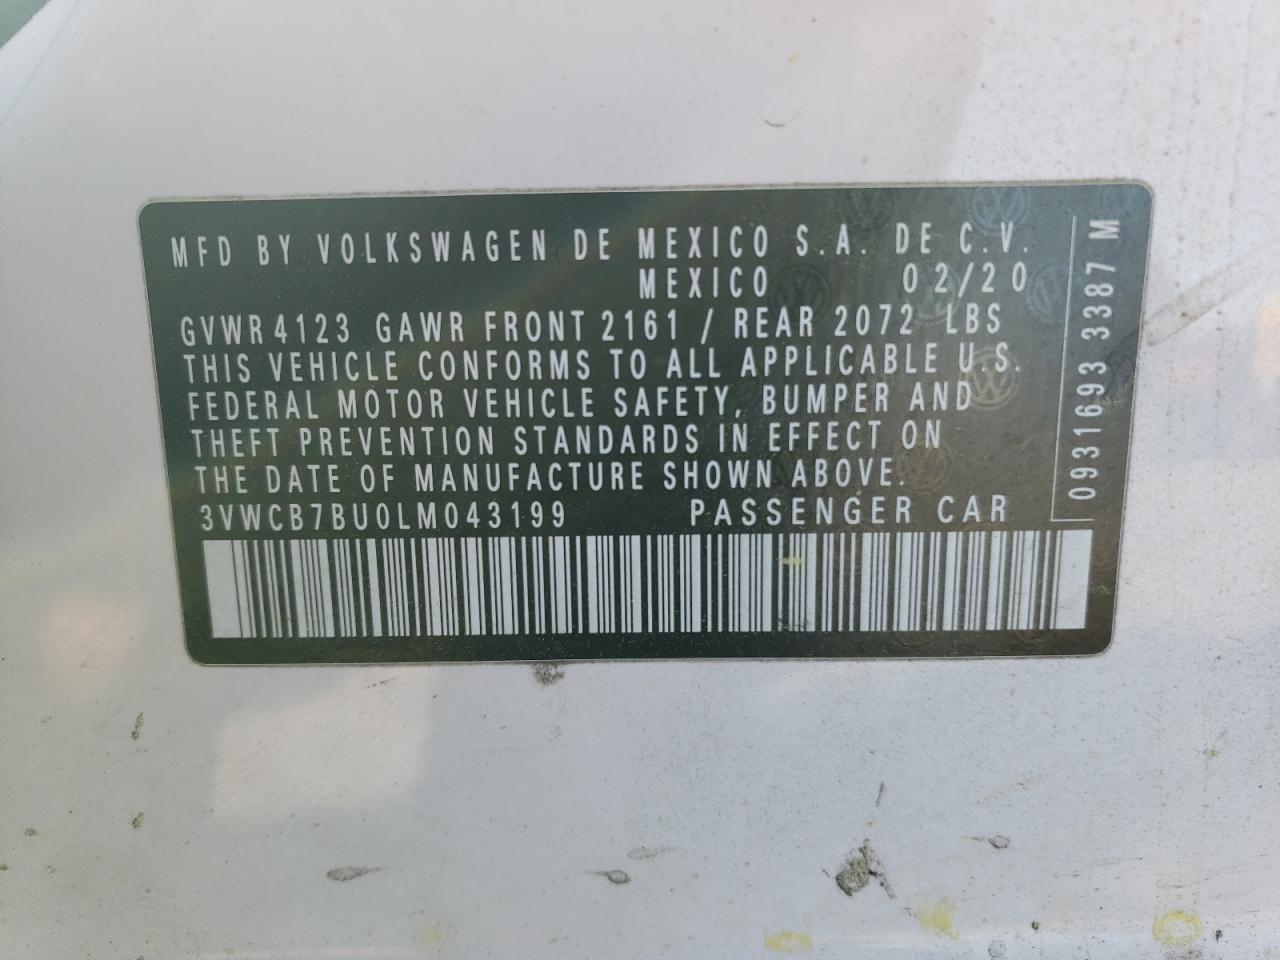 MFD BY VOLKSWAGEN DE MEXICO S.A. DE C.V.
MEXICO 02/20
GVWR 4123 GAWR FRONT 2161 / REAR 2072 LBS
THIS VEHICLE CONFORMS TO ALL APPLICABLE U.S.
FEDERAL MOTOR VEHICLE SAFETY, BUMPER AND
THEFT PREVENTION STANDARDS IN EFFECT ON
THE DATE OF MANUFACTURE SHOWN ABOVE.
3VWCB7BU0LM043199 PASSENGER CAR
0931693 3387 M